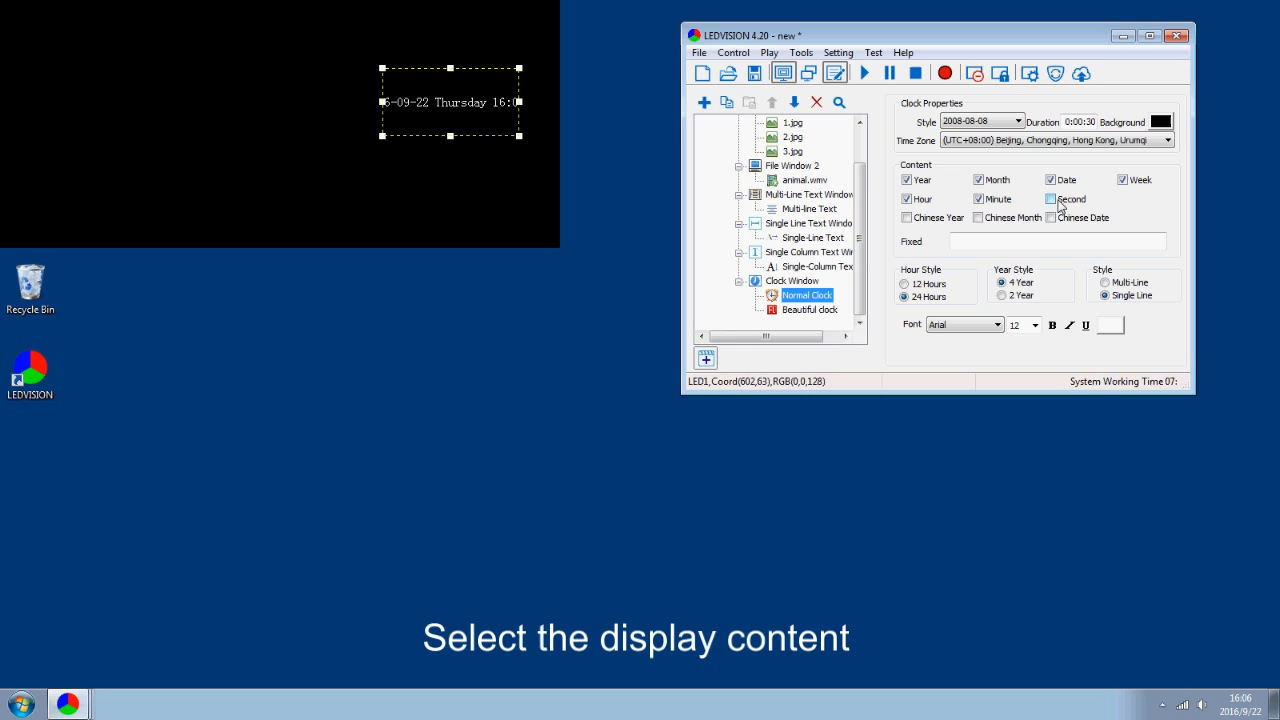 6-09-22 Thursday 16:0
Recycle Bin
LEDVISION
LEDVISION 4.20 - new *
File Control Play Tools Setting Test Help
1.jpg
2.jpg
3.jpg
File Window 2
animal.wmv
Multi-Line Text Window
Multi-line Text
Single Line Text Windo
Single-Line Text
Single Column Text Wi
Single-Column Tex
Clock Window
Normal Clock
Beautiful clock
Clock Properties
Style 2008-08-08 Duration 0:00:30 Background
Time Zone (UTC+08:00) Beijing, Chongqing, Hong Kong, Urumqi
Content
Year Month Date Week
Hour Minute Second
Chinese Year Chinese Month Chinese Date
Fixed
Hour Style Year Style Style
12 Hours 4 Year Multi-Line
24 Hours 2 Year Single Line
Font Arial 12 B I U
LED1,Coord(602,63),RGB(0,0,128) System Working Time 07:
Select the display content
16:06
2016/9/22